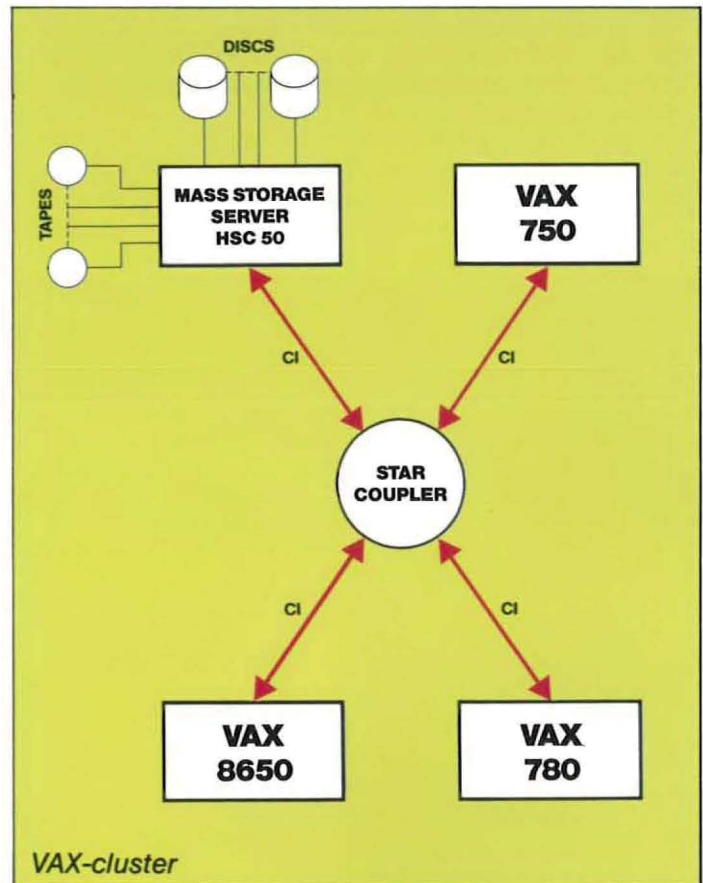 DISCS
TAPES
MASS STORAGE
SERVER
HSC 50
VAX
750
CI
CI
STAR
COUPLER
CI
CI
VAX
8650
VAX
780
VAX-cluster